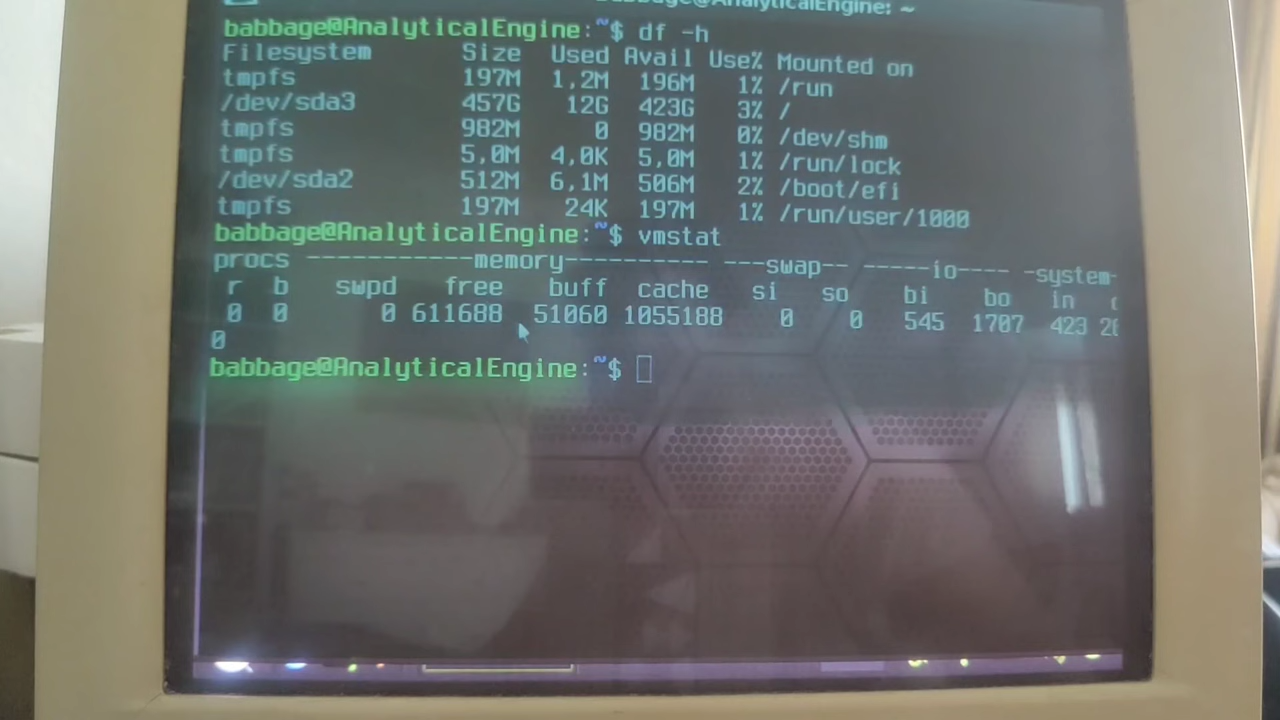 babbage@AnalyticalEngine: ~
babbage@AnalyticalEngine:~$ df -h
Filesystem Size Used Avail Use% Mounted on
tmpfs 197M 1,2M 196M 1% /run
/dev/sda3 457G 12G 423G 3% /
tmpfs 982M 0 982M 0% /dev/shm
tmpfs 5,0M 4,0K 5,0M 1% /run/lock
/dev/sda2 512M 6,1M 506M 2% /boot/efi
tmpfs 197M 24K 197M 1% /run/user/1000
babbage@AnalyticalEngine:~$ vmstat
procs -----------memory---------- ---swap-- -----io---- -system-
r b swpd free buff cache si so bi bo in
0 0 0 611688 51060 1055188 0 0 545 1707 423
0
babbage@AnalyticalEngine:~$